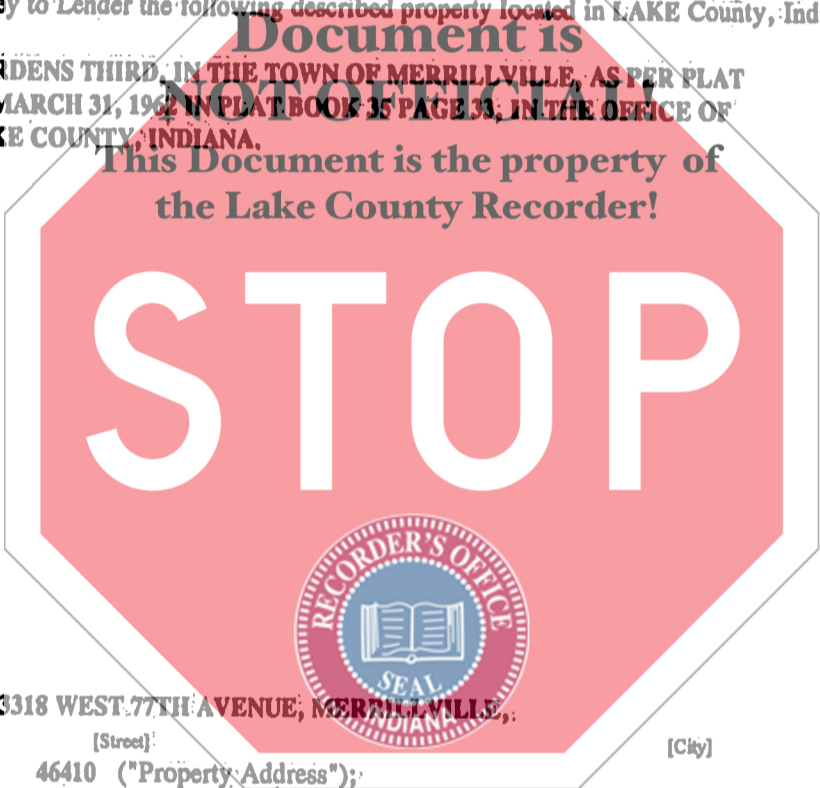 y to Lender the following described property located in LAKE County, Ind
Document is
RDENS THIRD, IN THE TOWN OF MERRILLVILLE, AS PER PLAT
NOT OFFICIAL!
MARCH 31, 1962 IN PLAT BOOK 35 PAGE 33, IN THE OFFICE OF
KE COUNTY, INDIANA.
This Document is the property of
the Lake County Recorder!
STOP
RECORDER'S OFFICE
SEAL
INDIANA
3318 WEST 77TH AVENUE, MERRILLVILLE,
[Street] [City]
46410 ("Property Address");